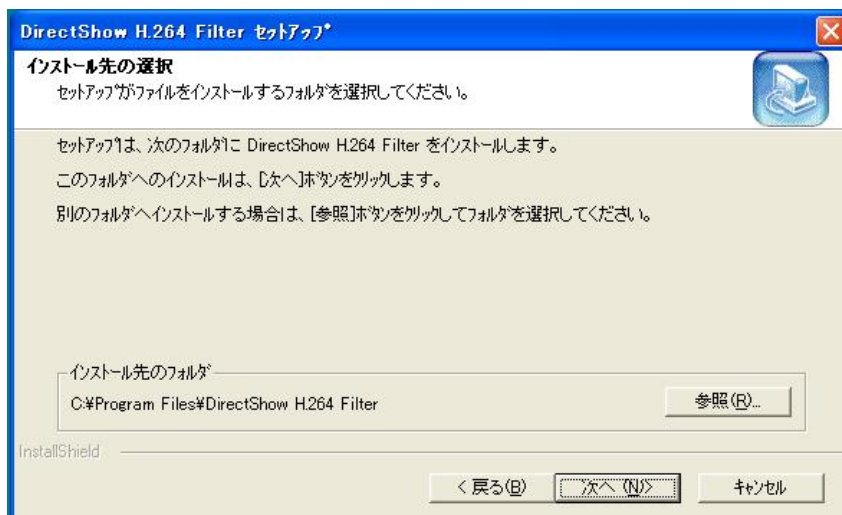 DirectShow H.264 Filter セットアップ
インストール先の選択
セットアップがファイルをインストールするフォルダを選択してください。
セットアップは、次のフォルダに DirectShow H.264 Filter をインストールします。
このフォルダへのインストールは、[次へ]ボタンをクリックします。
別のフォルダへインストールする場合は、[参照]ボタンをクリックしてフォルダを選択してください。
インストール先のフォルダ
C:¥Program Files¥DirectShow H.264 Filter
参照(R)...
InstallShield
< 戻る(B)
次へ (N)>
キャンセル